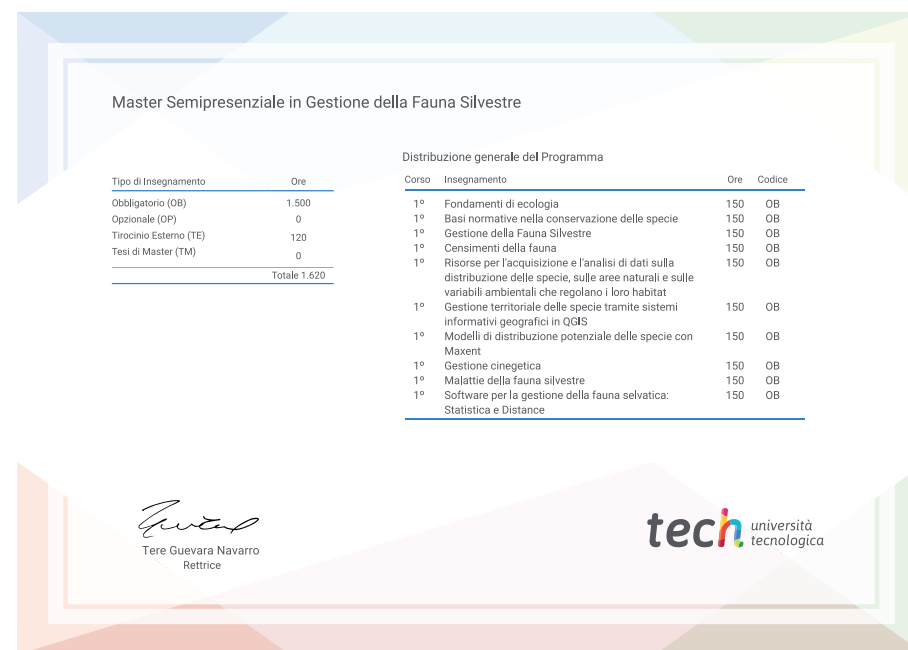 Master Semipresenziale in Gestione della Fauna Silvestre
Tipo di Insegnamento Ore
Obbligatorio (OB) 1.500
Opzionale (OP) 0
Tirocinio Esterno (TE) 120
Tesi di Master (TM) 0
Totale 1.620
Distribuzione generale del Programma
Corso Insegnamento Ore Codice
1º Fondamenti di ecologia 150 OB
1º Basi normative nella conservazione delle specie 150 OB
1º Gestione della Fauna Silvestre 150 OB
1º Censimenti della fauna 150 OB
1º Risorse per l'acquisizione e l'analisi di dati sulla 150 OB
distribuzione delle specie, sulle aree naturali e sulle
variabili ambientali che regolano i loro habitat
1º Gestione territoriale delle specie tramite sistemi 150 OB
informativi geografici in QGIS
1º Modelli di distribuzione potenziale delle specie con 150 OB
Maxent
1º Gestione cinegetica 150 OB
1º Malattie della fauna silvestre 150 OB
1º Software per la gestione della fauna selvatica: 150 OB
Statistica e Distance
Tere Guevara Navarro
Rettrice
tech università
tecnologica